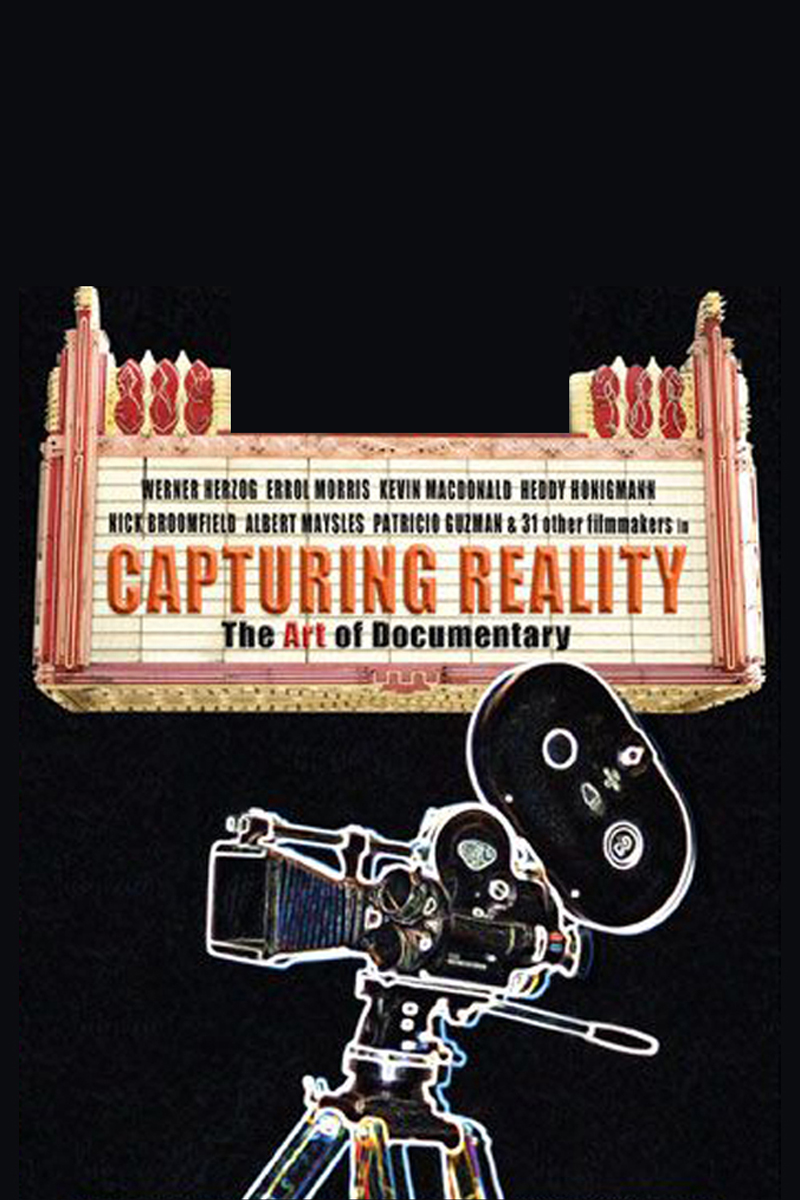 WERNER HERZOG ERROL MORRIS KEVIN MACDONALD HEDDY HONIGMANN
NICK BROOMFIELD ALBERT MAYSLES PATRICIO GUZMAN & 31 other filmmakers in
CAPTURING REALITY
The Art of Documentary